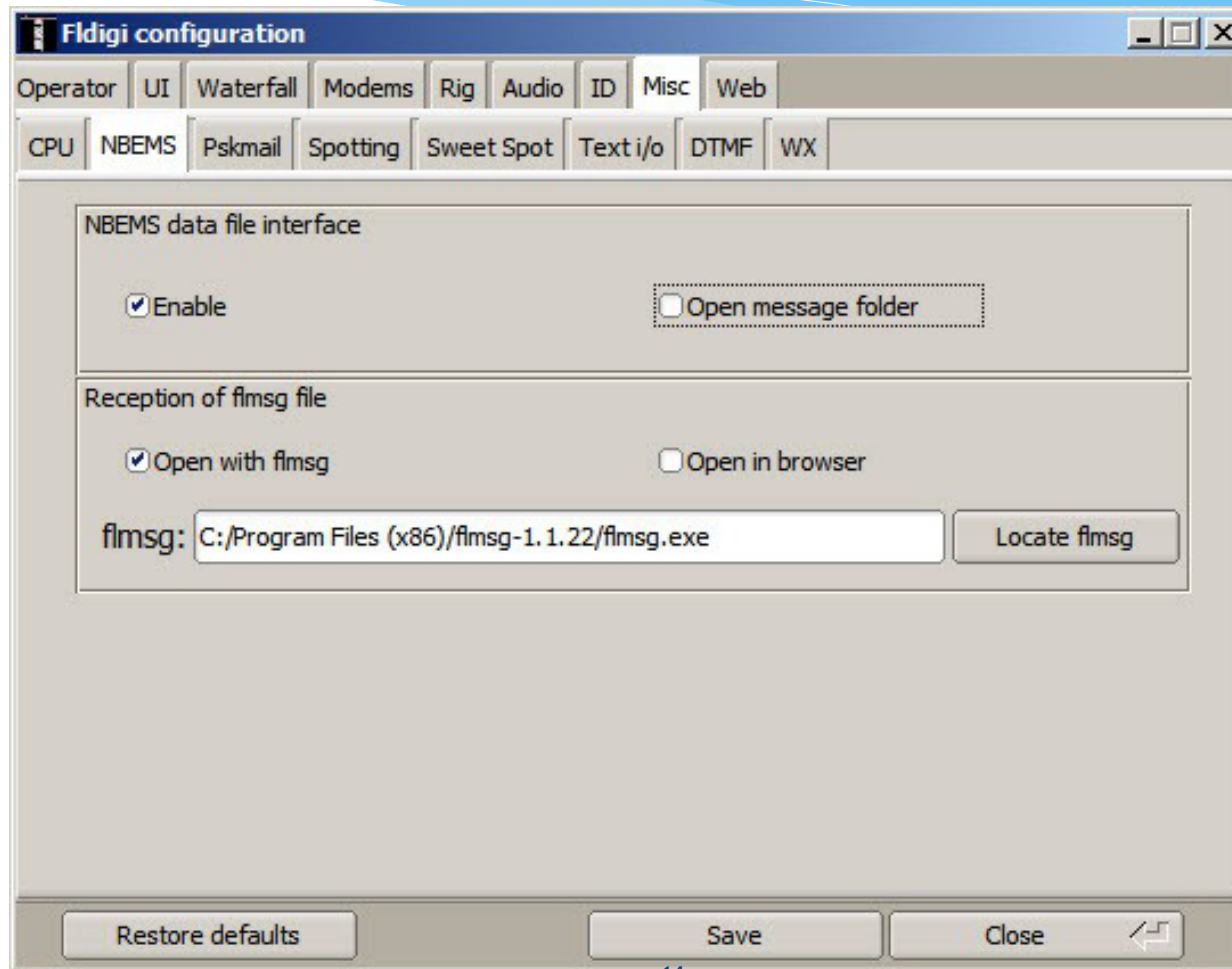 Fldigi configuration
Operator UI Waterfall Modems Rig Audio ID Misc Web
CPU NBEMS Pskmail Spotting Sweet Spot Text i/o DTMF WX
NBEMS data file interface
Enable Open message folder
Reception of flmsg file
Open with flmsg Open in browser
flmsg: C:/Program Files (x86)/flmsg-1.1.22/flmsg.exe Locate flmsg
Restore defaults Save Close